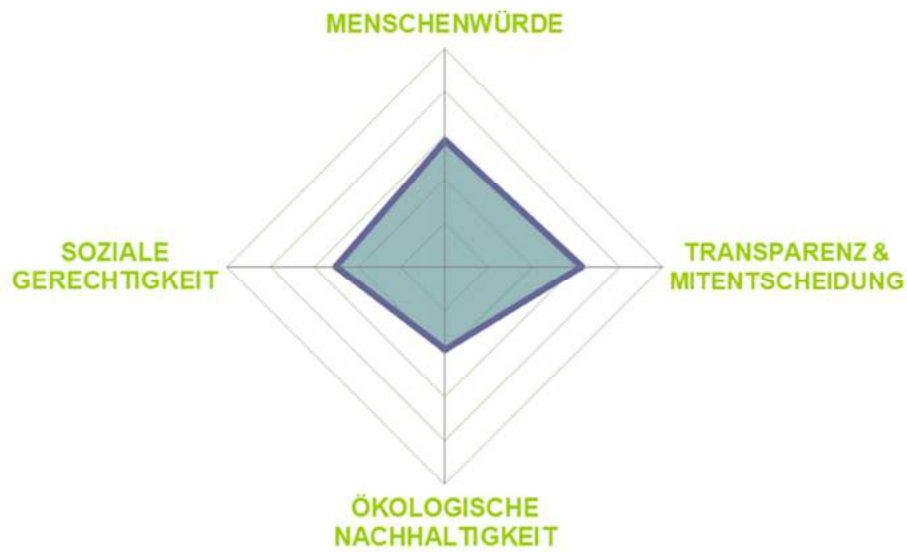 MENSCHENWÜRDE
SOZIALE
GERECHTIGKEIT
TRANSPARENZ &
MITENTSCHEIDUNG
ÖKOLOGISCHE
NACHHALTIGKEIT